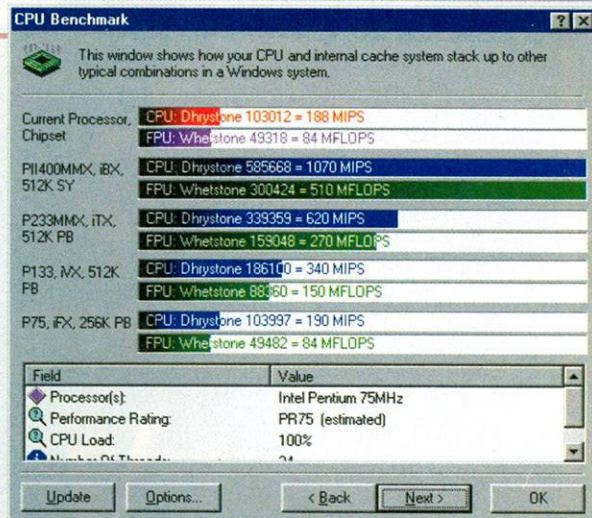 CPU Benchmark
This window shows how your CPU and internal cache system stack up to other
typical combinations in a Windows system.
Current Processor,
Chipset
CPU: Dhrystone 103012 = 188 MIPS
FPU: Whetstone 49318 = 84 MFLOPS
PII400MMX, iBX,
512K SY
CPU: Dhrystone 585668 = 1070 MIPS
FPU: Whetstone 300424 = 510 MFLOPS
P233MMX, iTX,
512K PB
CPU: Dhrystone 339359 = 620 MIPS
FPU: Whetstone 159048 = 270 MFLOPS
P133, iVX, 512K
PB
CPU: Dhrystone 186100 = 340 MIPS
FPU: Whetstone 88360 = 150 MFLOPS
P75, iFX, 256K PB
CPU: Dhrystone 103997 = 190 MIPS
FPU: Whetstone 49482 = 84 MFLOPS
Field Value
Processor(s): Intel Pentium 75MHz
Performance Rating: PR75 (estimated)
CPU Load: 100%
Number Of Threads:
Update Options... < Back Next > OK